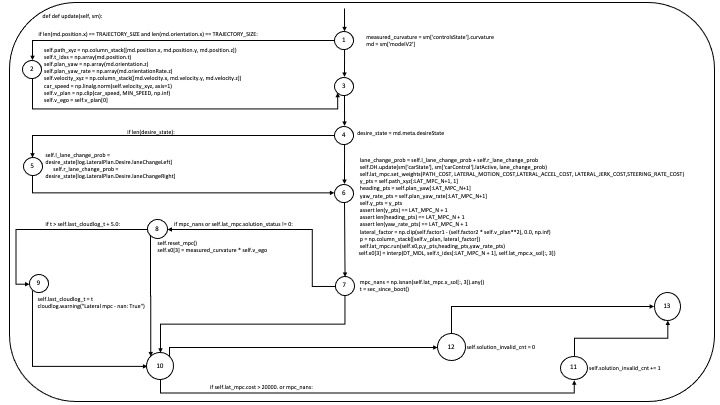 def def update(self, sm):
if len(md.position.x) == TRAJECTORY_SIZE and len(md.orientation.x) == TRAJECTORY_SIZE:
1
measured_curvature = sm['controlsState'].curvature
md = sm['modelV2']
2
self.path_xyz = np.column_stack([md.position.x, md.position.y, md.position.z])
self.t_idxs = np.array(md.position.t)
self.plan_yaw = np.array(md.orientation.z)
self.plan_yaw_rate = np.array(md.orientationRate.z)
self.velocity_xyz = np.column_stack([md.velocity.x, md.velocity.y, md.velocity.z])
car_speed = np.linalg.norm(self.velocity_xyz, axis=1)
self.v_plan = np.clip(car_speed, MIN_SPEED, np.inf)
self.v_ego = self.v_plan[0]
3
if len(desire_state):
4
desire_state = md.meta.desireState
5
self.l_lane_change_prob =
desire_state[log.LateralPlan.Desire.laneChangeLeft]
self.r_lane_change_prob =
desire_state[log.LateralPlan.Desire.laneChangeRight]
6
lane_change_prob = self.l_lane_change_prob + self.r_lane_change_prob
self.DH.update(sm['carState'], sm['carControl'].latActive, lane_change_prob)
self.lat_mpc.set_weights(PATH_COST, LATERAL_MOTION_COST,LATERAL_ACCEL_COST, LATERAL_JERK_COST,STEERING_RATE_COST)
y_pts = self.path_xyz[:LAT_MPC_N+1, 1]
heading_pts = self.plan_yaw[:LAT_MPC_N+1]
yaw_rate_pts = self.plan_yaw_rate[:LAT_MPC_N+1]
self.y_pts = y_pts
assert len(y_pts) == LAT_MPC_N + 1
assert len(heading_pts) == LAT_MPC_N + 1
assert len(yaw_rate_pts) == LAT_MPC_N + 1
lateral_factor = np.clip(self.factor1 - (self.factor2 * self.v_plan**2), 0.0, np.inf)
p = np.column_stack([self.v_plan, lateral_factor])
self.lat_mpc.run(self.x0,p,y_pts,heading_pts,yaw_rate_pts)
self.x0[3] = interp(DT_MDL, self.t_idxs[:LAT_MPC_N + 1], self.lat_mpc.x_sol[:, 3])
if t > self.last_cloudlog_t + 5.0:
8
if mpc_nans or self.lat_mpc.solution_status != 0:
self.reset_mpc()
self.x0[3] = measured_curvature * self.v_ego
9
self.last_cloudlog_t = t
cloudlog.warning("Lateral mpc - nan: True")
7
mpc_nans = np.isnan(self.lat_mpc.x_sol[:, 3]).any()
t = sec_since_boot()
13
12
self.solution_invalid_cnt = 0
10
11
self.solution_invalid_cnt += 1
if self.lat_mpc.cost > 20000. or mpc_nans: